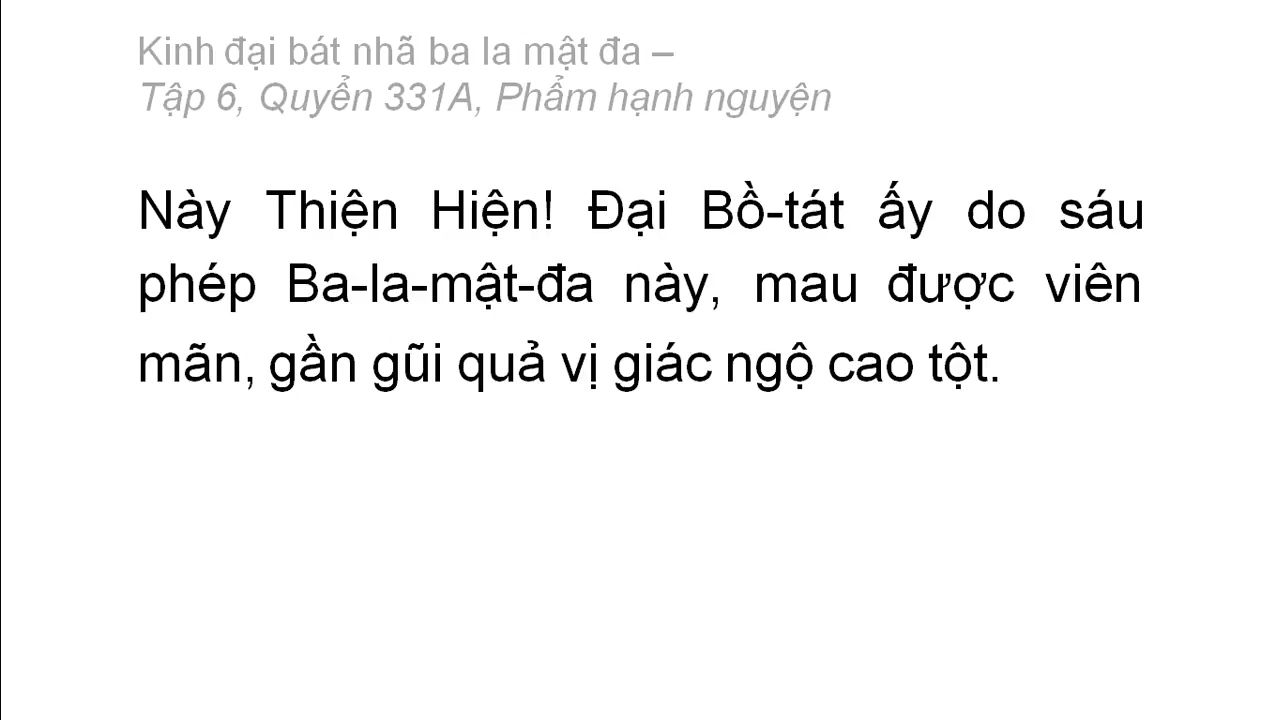 Kinh đại bát nhã ba la mật đa –
Tập 6, Quyển 331A, Phẩm hạnh nguyện
Này Thiện Hiện! Đại Bồ-tát ấy do sáu
phép Ba-la-mật-đa này, mau được viên
mãn, gần gũi quả vị giác ngộ cao tột.